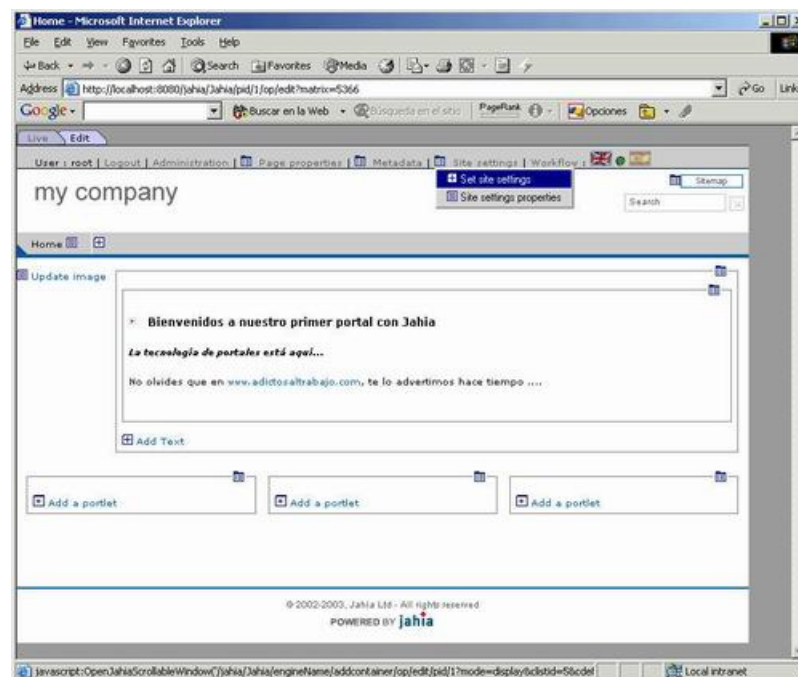 Home - Microsoft Internet Explorer
File Edit View Favorites Tools Help
Back Search Favorites Media
Address http://localhost:8080/jahia/Jahia/pid/1/op/edit?matrix=5366 Go Links
Google Buscar en la Web Búsqueda en el sitio PageRank Opciones
Live Edit
User : root | Logout | Administration | Page properties | Metadata | Site settings | Workflow :
Set site settings
Site settings properties
Sitemap
my company
Search
Home
Update image
Bienvenidos a nuestro primer portal con Jahia
La tecnología de portales está aqui...
No olvides que en www.adictosaltrabajo.com, te lo advertimos hace tiempo ....
Add Text
Add a portlet Add a portlet Add a portlet
© 2002-2003, Jahia Ltd - All rights reserved
POWERED BY jahia
javascript:OpenJahiaScrollableWindow('/jahia/Jahia/engineName/addcontainer/op/edit/pid/1?mode=display&clistid=5&cdef Local intranet